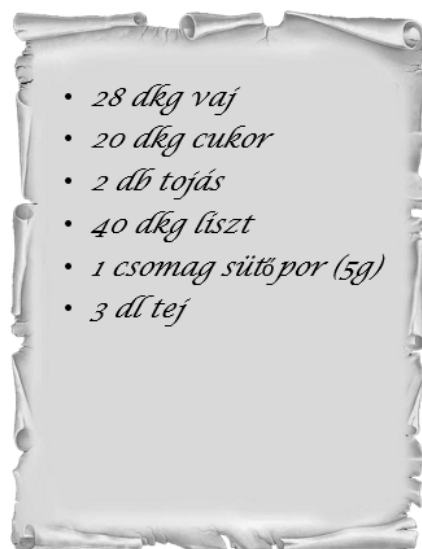 • 28 dkg vaj
• 20 dkg cukor
• 2 db tojás
• 40 dkg liszt
• 1 csomag sütőpor (5g)
• 3 dl tej